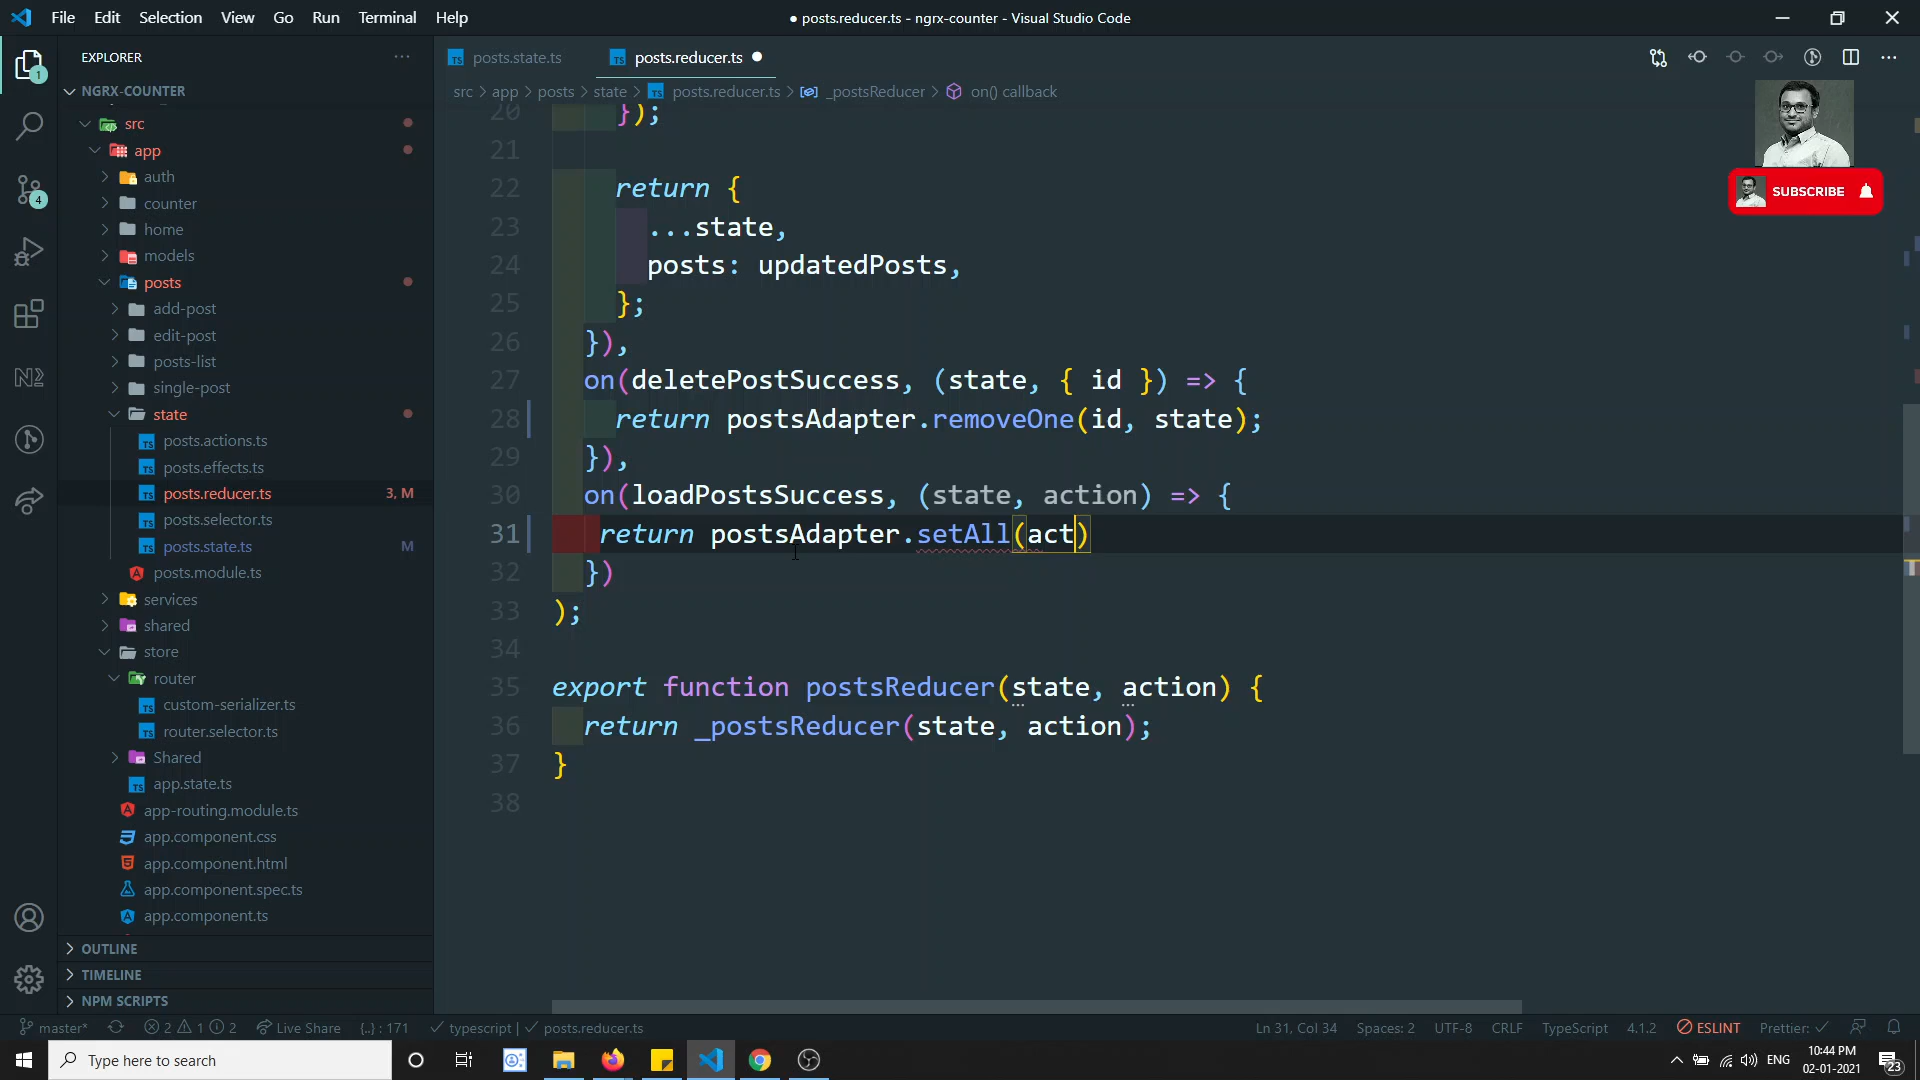 File Edit Selection View Go Run Terminal Help
● posts.reducer.ts - ngrx-counter - Visual Studio Code
EXPLORER
posts.state.ts
posts.reducer.ts
NGRX-COUNTER
src > app > posts > state > posts.reducer.ts > _postsReducer > on() callback
src
app
auth
counter
home
models
posts
add-post
edit-post
posts-list
single-post
state
posts.actions.ts
posts.effects.ts
posts.reducer.ts 3, M
posts.selector.ts
posts.state.ts M
posts.module.ts
services
shared
store
router
custom-serializer.ts
router.selector.ts
Shared
app.state.ts
app-routing.module.ts
app.component.css
app.component.html
app.component.spec.ts
app.component.ts
OUTLINE
TIMELINE
NPM SCRIPTS
1
4
20 });
21
22 return {
23 ...state,
24 posts: updatedPosts,
25 };
26 }),
27 on(deletePostSuccess, (state, { id }) => {
28 return postsAdapter.removeOne(id, state);
29 }),
30 on(loadPostsSuccess, (state, action) => {
31 return postsAdapter.setAll(act)
32 })
33 );
34
35 export function postsReducer(state, action) {
36 return _postsReducer(state, action);
37 }
38
SUBSCRIBE
master* 2 1 2 Live Share {..} : 171 typescript | posts.reducer.ts
Ln 31, Col 34 Spaces: 2 UTF-8 CRLF TypeScript 4.1.2 ESLINT Prettier: ✓
Type here to search
ENG
10:44 PM
02-01-2021
23